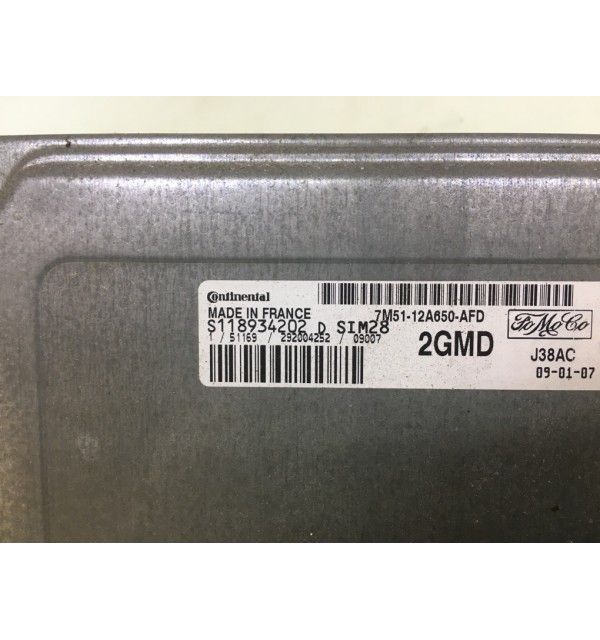 Continental
MADE IN FRANCE
7M51-12A650-AFD
S118934202 D SIM28
1 / 51169 / 292004252 / 09007
2GMD
FoMoCo
J38AC
09-01-07